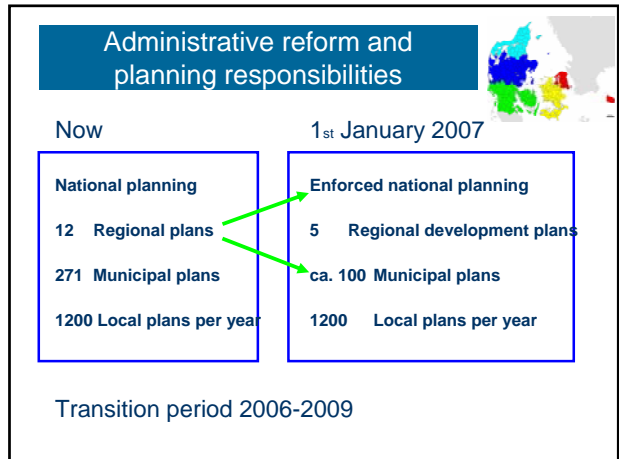 Administrative reform and
planning responsibilities
Now
1st January 2007
National planning
12 Regional plans
271 Municipal plans
1200 Local plans per year
Enforced national planning
5 Regional development plans
ca. 100 Municipal plans
1200 Local plans per year
Transition period 2006-2009